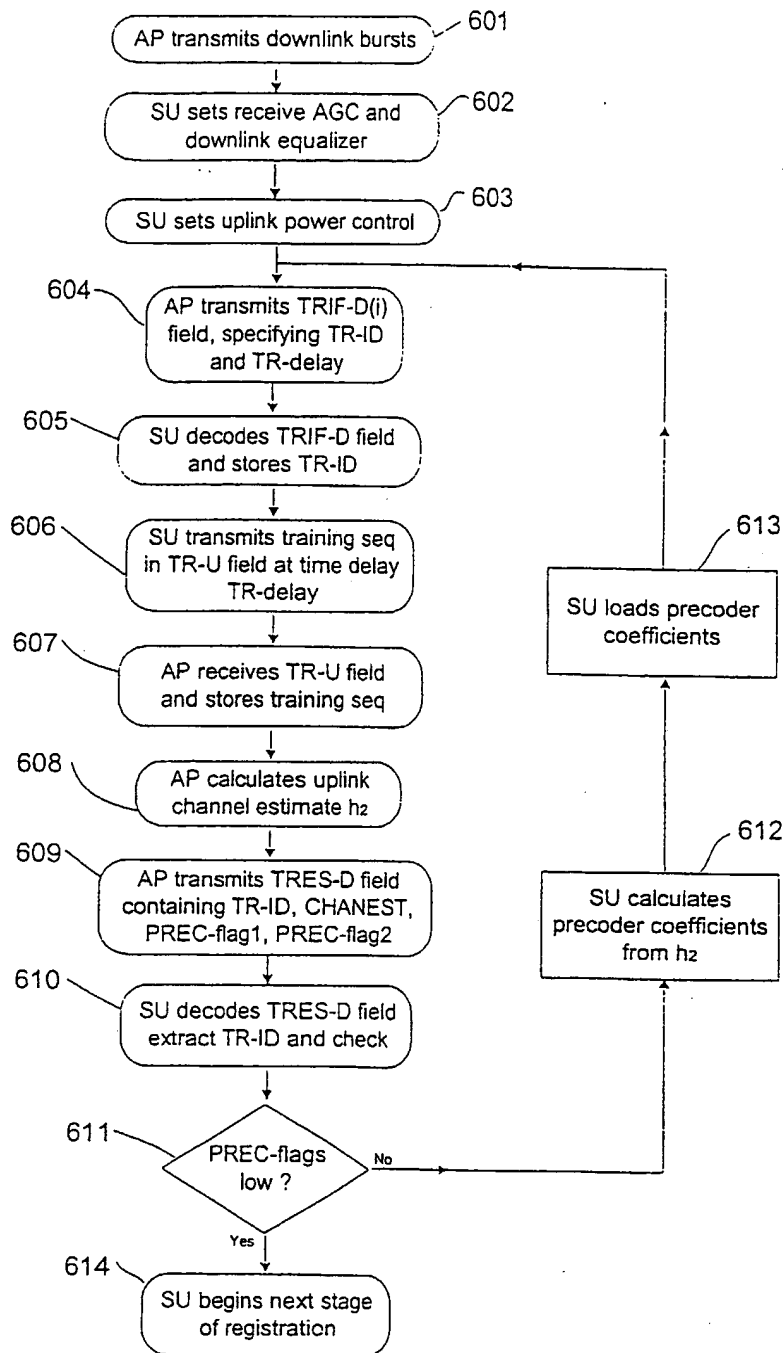 601
AP transmits downlink bursts
602
SU sets receive AGC and
downlink equalizer
603
SU sets uplink power control
604
AP transmits TRIF-D(i)
field, specifying TR-ID
and TR-delay
605
SU decodes TRIF-D field
and stores TR-ID
606
SU transmits training seq
in TR-U field at time delay
TR-delay
613
SU loads precoder
coefficients
607
AP receives TR-U field
and stores training seq
608
AP calculates uplink
channel estimate h2
612
SU calculates
precoder coefficients
from h2
609
AP transmits TRES-D field
containing TR-ID, CHANEST,
PREC-flag1, PREC-flag2
610
SU decodes TRES-D field
extract TR-ID and check
611
PREC-flags
low ?
No
Yes
614
SU begins next stage
of registration